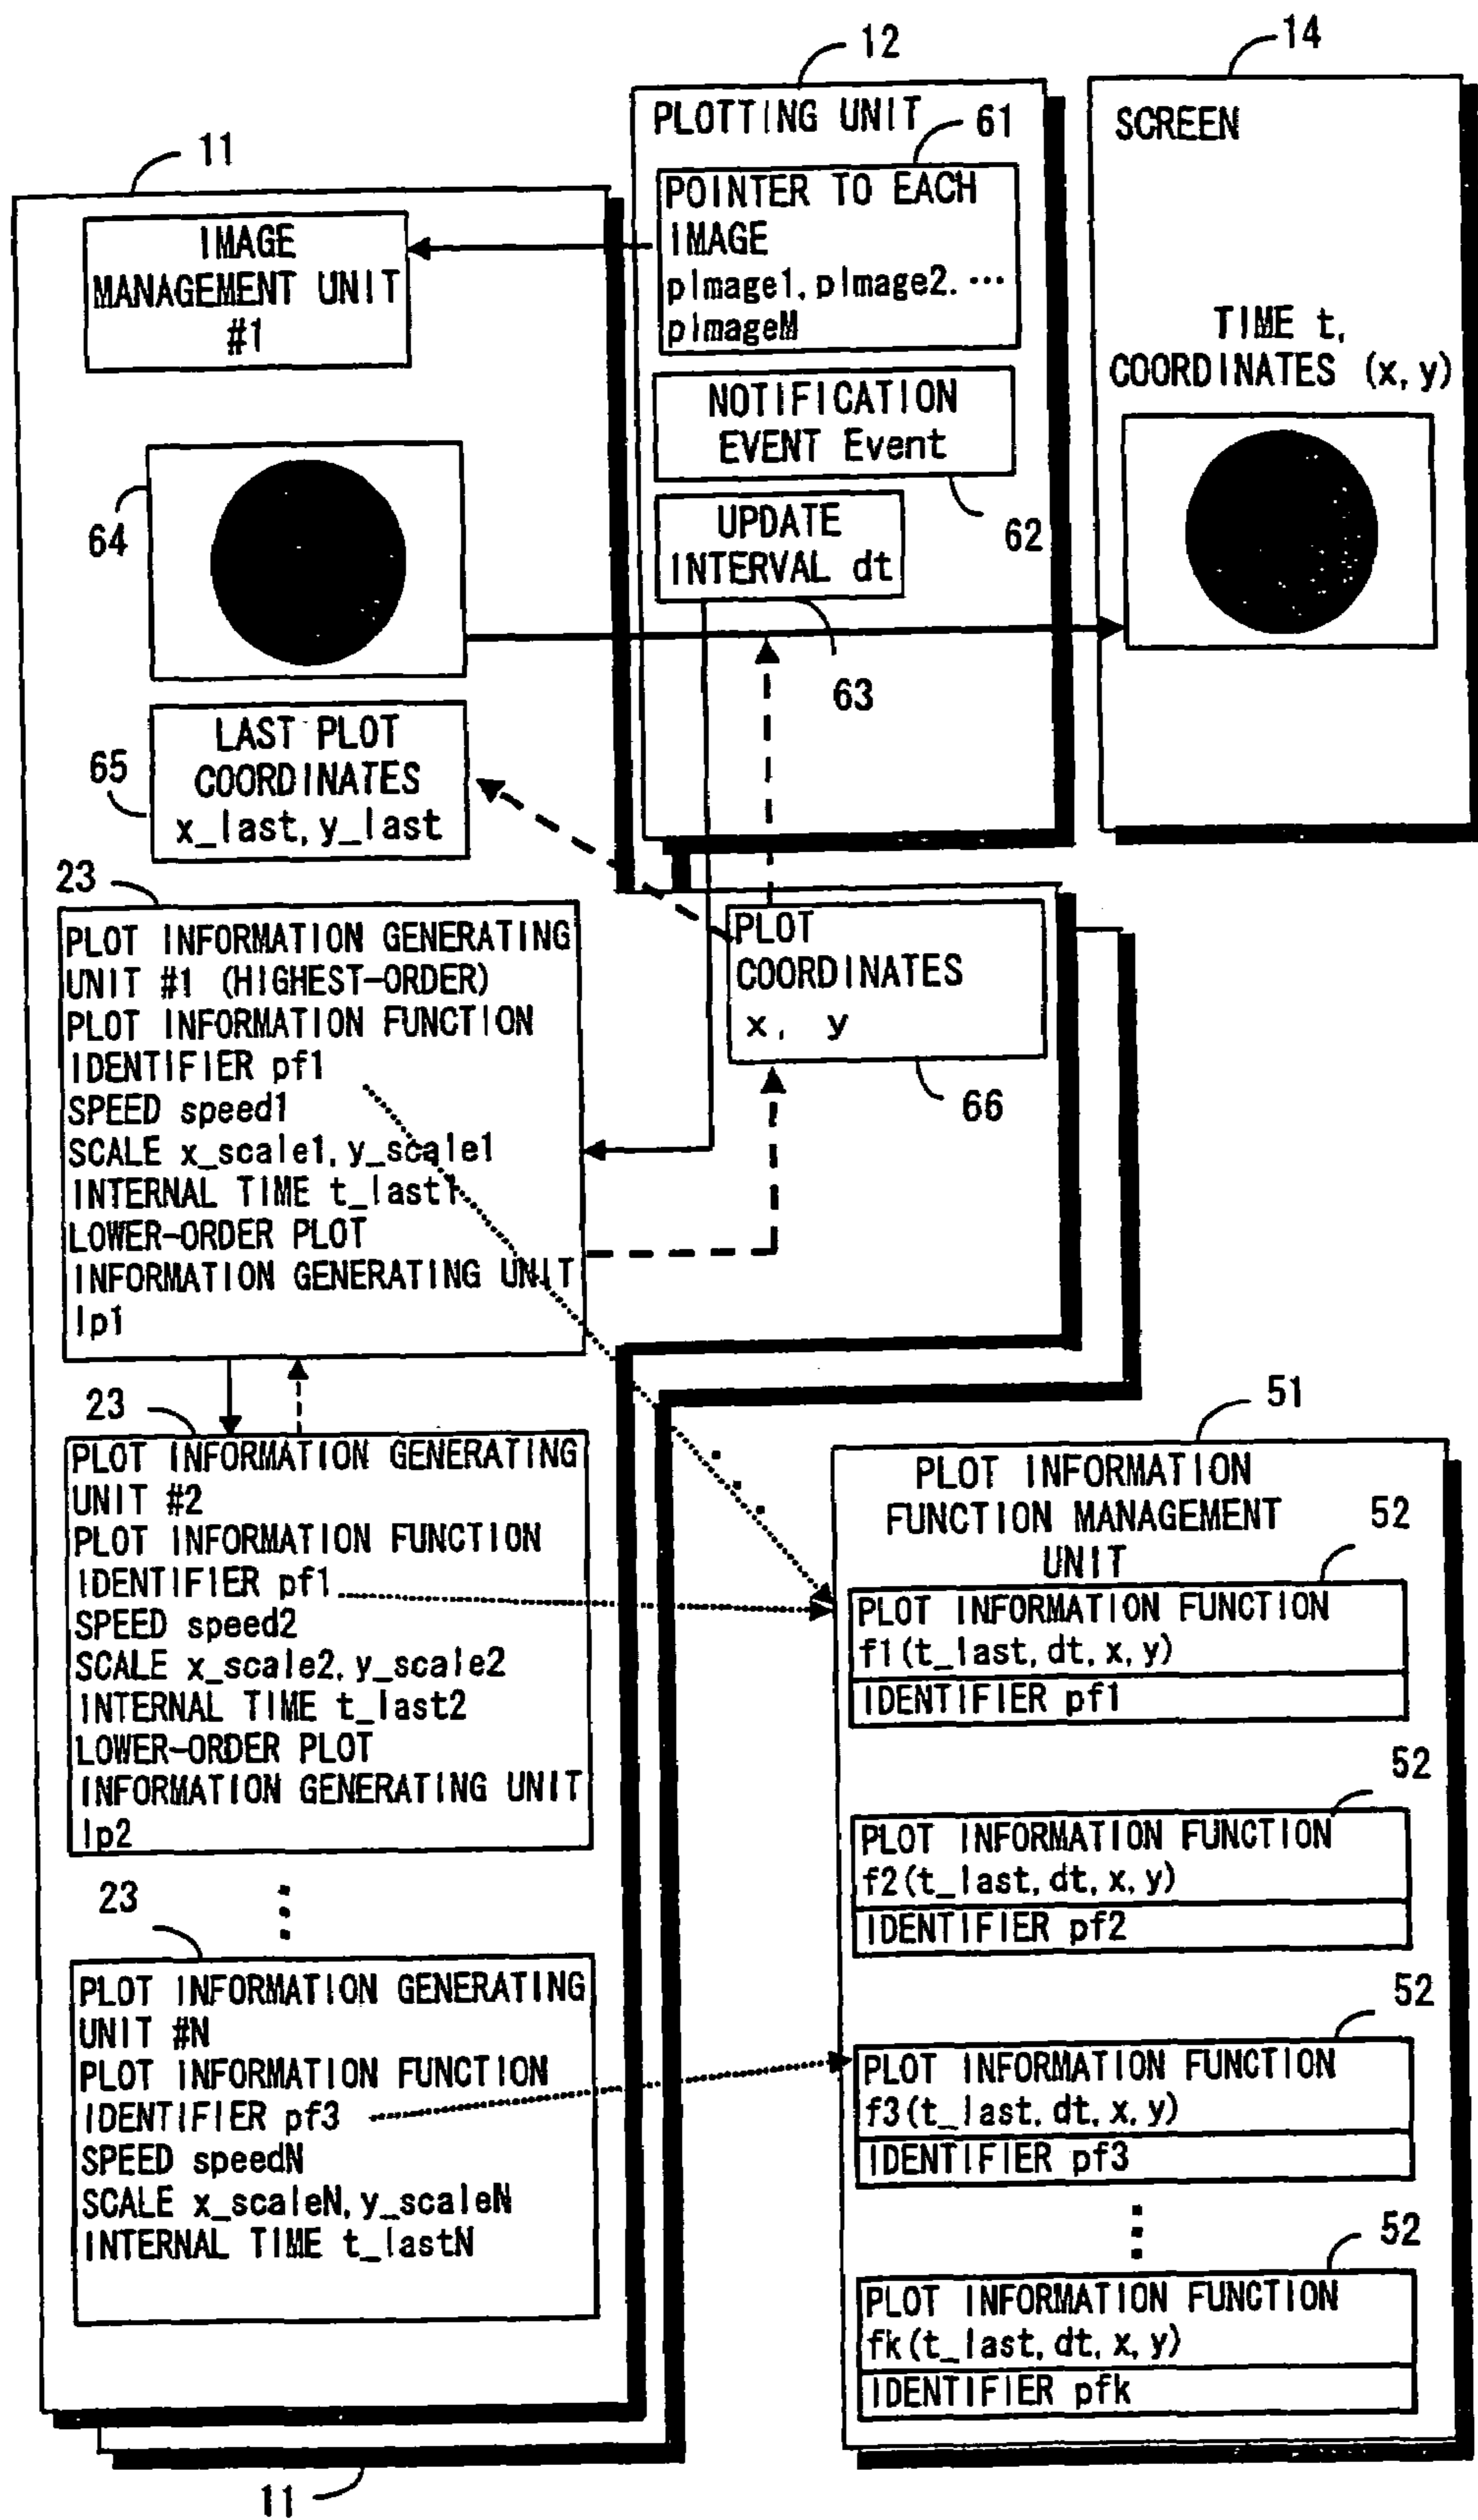 12
14
PLOTTING UNIT
61
SCREEN
11
POINTER TO EACH
IMAGE
pImage1, pImage2. ...
pImageM
IMAGE
MANAGEMENT UNIT
#1
TIME t,
COORDINATES (x, y)
NOTIFICATION
EVENT Event
62
64
UPDATE
INTERVAL dt
63
LAST PLOT
COORDINATES
x_last, y_last
65
23
PLOT INFORMATION GENERATING
UNIT #1 (HIGHEST-ORDER)
PLOT INFORMATION FUNCTION
IDENTIFIER pf1
SPEED speed1
SCALE x_scale1, y_scale1
INTERNAL TIME t_last1
LOWER-ORDER PLOT
INFORMATION GENERATING UNIT
lp1
PLOT
COORDINATES
x, y
66
23
PLOT INFORMATION GENERATING
UNIT #2
PLOT INFORMATION FUNCTION
IDENTIFIER pf1
SPEED speed2
SCALE x_scale2, y_scale2
INTERNAL TIME t_last2
LOWER-ORDER PLOT
INFORMATION GENERATING UNIT
lp2
51
PLOT INFORMATION
FUNCTION MANAGEMENT
UNIT
52
PLOT INFORMATION FUNCTION
f1(t_last, dt, x, y)
IDENTIFIER pf1
52
PLOT INFORMATION FUNCTION
f2(t_last, dt, x, y)
IDENTIFIER pf2
23
PLOT INFORMATION GENERATING
UNIT #N
PLOT INFORMATION FUNCTION
IDENTIFIER pf3
SPEED speedN
SCALE x_scaleN, y_scaleN
INTERNAL TIME t_lastN
52
PLOT INFORMATION FUNCTION
f3(t_last, dt, x, y)
IDENTIFIER pf3
52
PLOT INFORMATION FUNCTION
fk(t_last, dt, x, y)
IDENTIFIER pfk
11